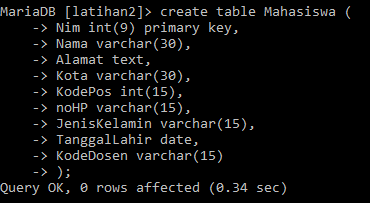 MariaDB [latihan2]> create table Mahasiswa (
-> Nim int(9) primary key,
-> Nama varchar(30),
-> Alamat text,
-> Kota varchar(30),
-> KodePos int(15),
-> noHP varchar(15),
-> JenisKelamin varchar(15),
-> TanggalLahir date,
-> KodeDosen varchar(15)
-> );
Query OK, 0 rows affected (0.34 sec)